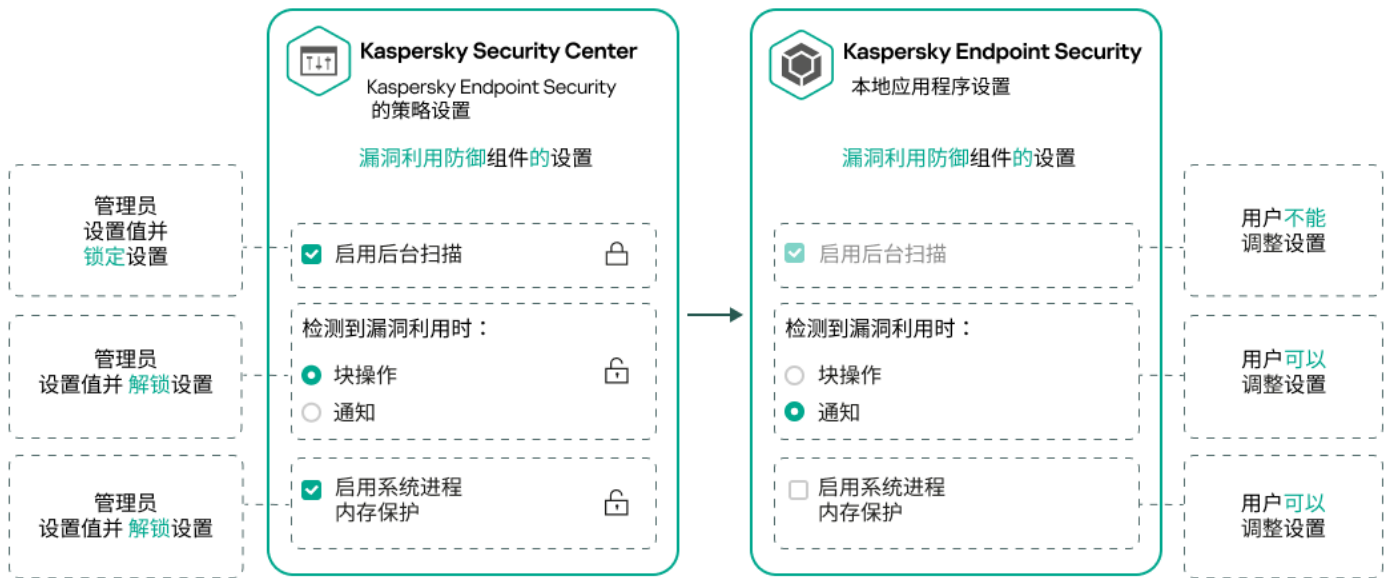 Kaspersky Security Center
Kaspersky Endpoint Security
的策略设置
漏洞利用防御组件的设置
管理员
设置值并
锁定设置
启用后台扫描
管理员
设置值并 解锁设置
检测到漏洞利用时：
块操作
通知
管理员
设置值并 解锁设置
启用系统进程
内存保护
Kaspersky Endpoint Security
本地应用程序设置
漏洞利用防御组件的设置
启用后台扫描
用户不能
调整设置
检测到漏洞利用时：
块操作
通知
用户可以
调整设置
启用系统进程
内存保护
用户可以
调整设置